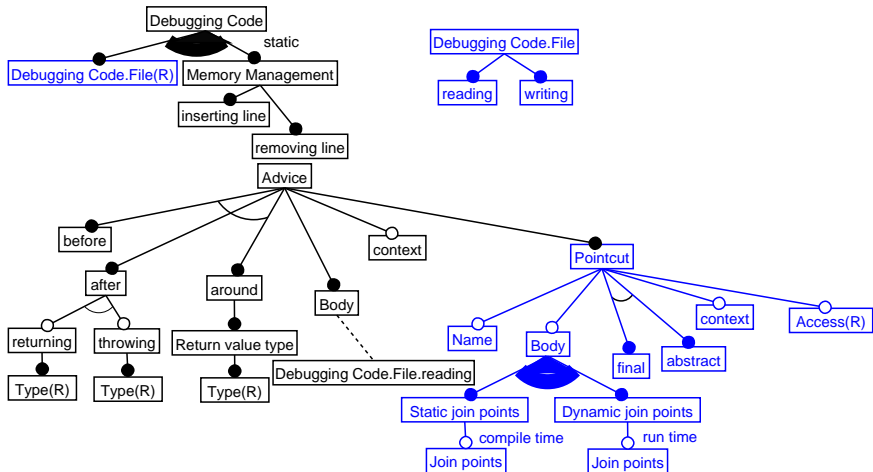 Debugging Code
static
Debugging Code.File
Debugging Code.File(R)
Memory Management
reading
writing
inserting line
removing line
Advice
before
context
Pointcut
after
around
Body
Name
Body
context
Access(R)
returning
throwing
Return value type
final
abstract
Debugging Code.File.reading
Type(R)
Type(R)
Type(R)
Static join points
Dynamic join points
compile time
run time
Join points
Join points